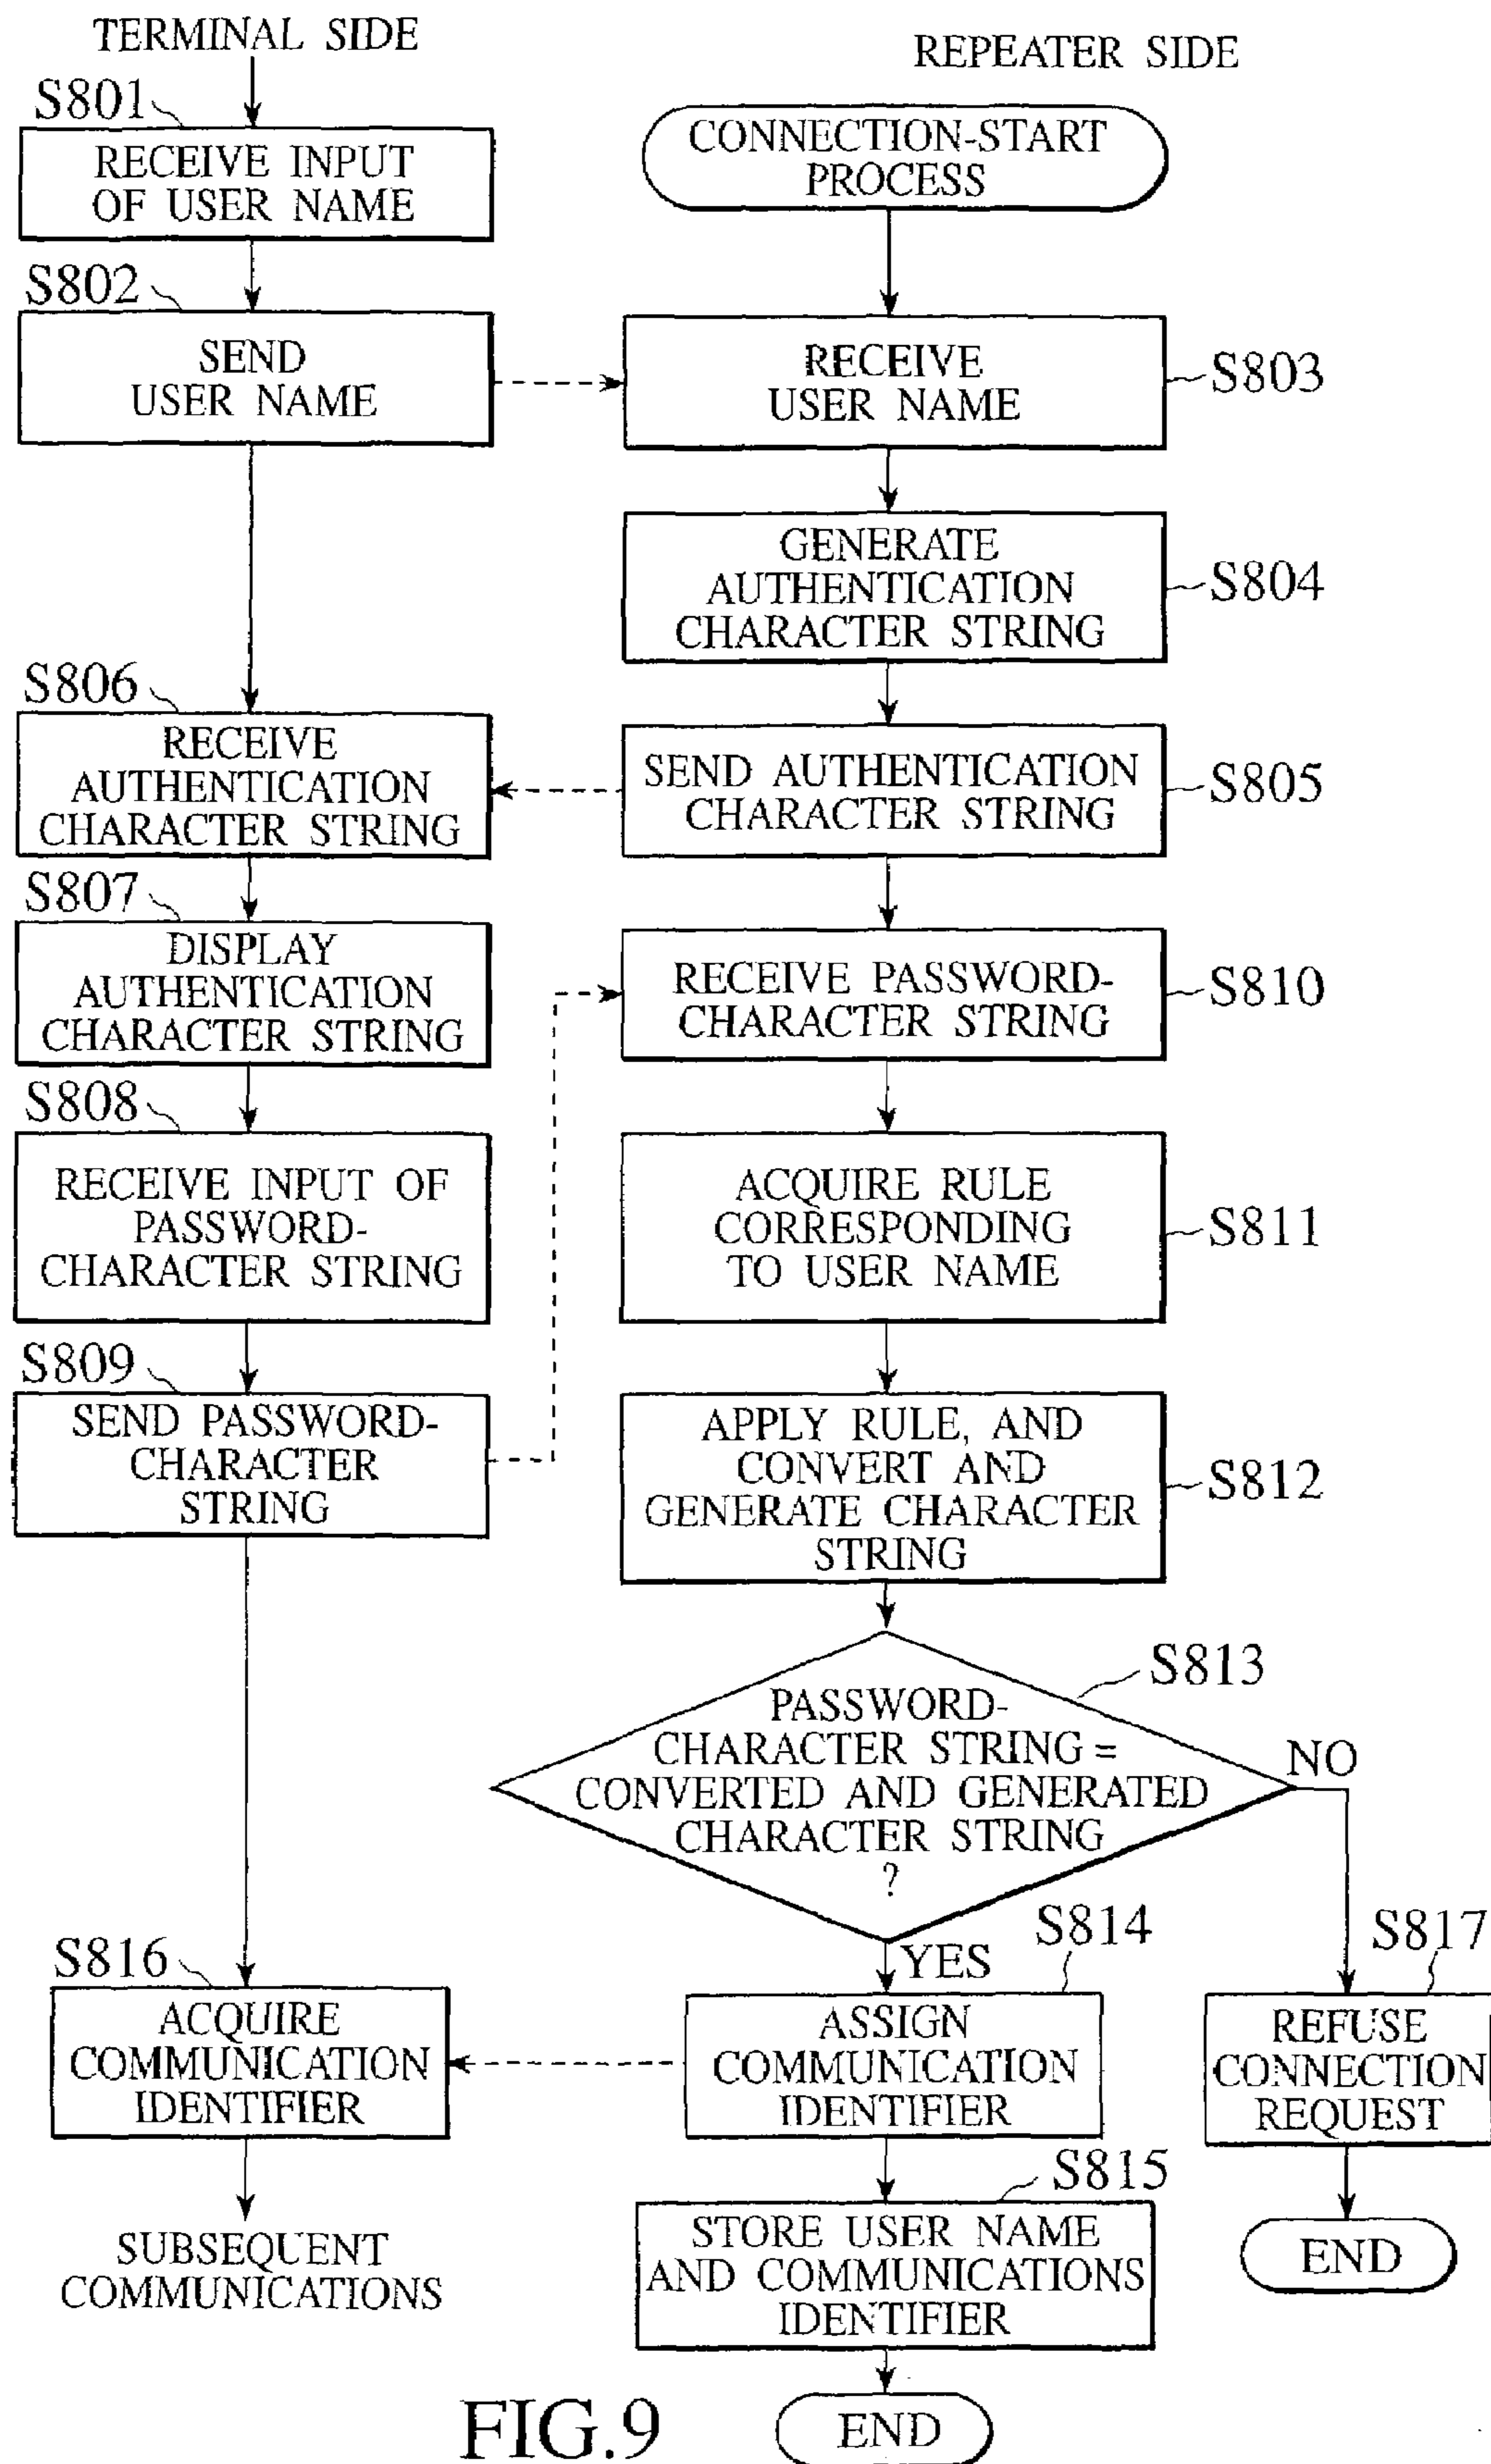 TERMINAL SIDE
REPEATER SIDE
S801
RECEIVE INPUT
OF USER NAME
CONNECTION-START
PROCESS
S802
SEND
USER NAME
RECEIVE
USER NAME
S803
GENERATE
AUTHENTICATION
CHARACTER STRING
S804
S806
RECEIVE
AUTHENTICATION
CHARACTER STRING
SEND AUTHENTICATION
CHARACTER STRING
S805
S807
DISPLAY
AUTHENTICATION
CHARACTER STRING
RECEIVE PASSWORD-
CHARACTER STRING
S810
S808
RECEIVE INPUT OF
PASSWORD-
CHARACTER STRING
ACQUIRE RULE
CORRESPONDING
TO USER NAME
S811
S809
SEND PASSWORD-
CHARACTER
STRING
APPLY RULE, AND
CONVERT AND
GENERATE CHARACTER
STRING
S812
S813
PASSWORD-
CHARACTER STRING =
CONVERTED AND GENERATED
CHARACTER STRING
?
NO
YES
S816
ACQUIRE
COMMUNICATION
IDENTIFIER
S814
ASSIGN
COMMUNICATION
IDENTIFIER
S817
REFUSE
CONNECTION
REQUEST
SUBSEQUENT
COMMUNICATIONS
S815
STORE USER NAME
AND COMMUNICATIONS
IDENTIFIER
END
END
FIG.9